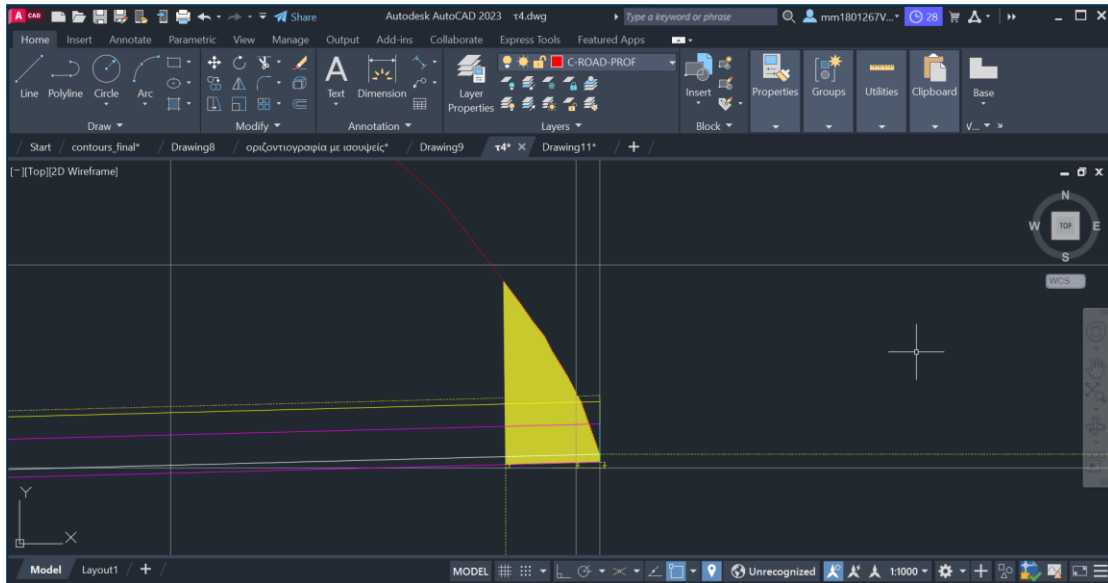 A CAD Share Autodesk AutoCAD 2023 τ4.dwg Type a keyword or phrase mm1801267V... 28
Home Insert Annotate Parametric View Manage Output Add-ins Collaborate Express Tools Featured Apps
C-ROAD-PROF
Line Polyline Circle Arc Text Dimension Layer Properties Insert Properties Groups Utilities Clipboard Base
Draw Modify Annotation Layers Block V...
Start contours_final* Drawing8 οριζοντιογραφία με ισουψείς* Drawing9 τ4* Drawing11*
[−][Top][2D Wireframe]
N
W TOP E
S
WCS
Y
X
Model Layout1 MODEL Unrecognized 1:1000